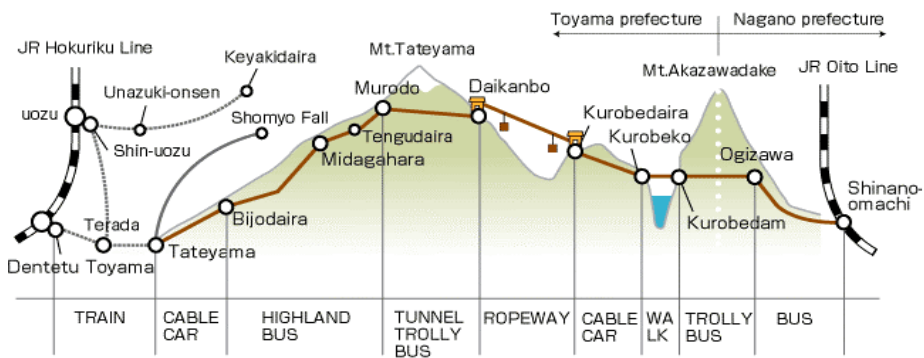 Toyama prefecture
Nagano prefecture
JR Hokuriku Line
Keyakidaira
Mt.Tateyama
Mt.Akazawadake
JR Oito Line
Unazuki-onsen
Murodo
Daikanbo
uozu
Shomyo Fall
Kurobedaira
Shin-uozu
Tengudaira
Kurobeko
Midagahara
Ogizawa
Shinano-
omachi
Terada
Bijodaira
Kurobedam
Dentetu
Toyama
Tateyama
TRAIN
CABLE
CAR
HIGHLAND
BUS
TUNNEL
TROLLY
BUS
ROPEWAY
CABLE
CAR
WA
LK
TROLLY
BUS
BUS